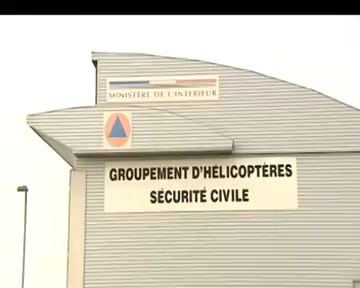 MINISTÈRE DE L'INTÉRIEUR
GROUPEMENT D'HÉLICOPTÈRES
SÉCURITÉ CIVILE